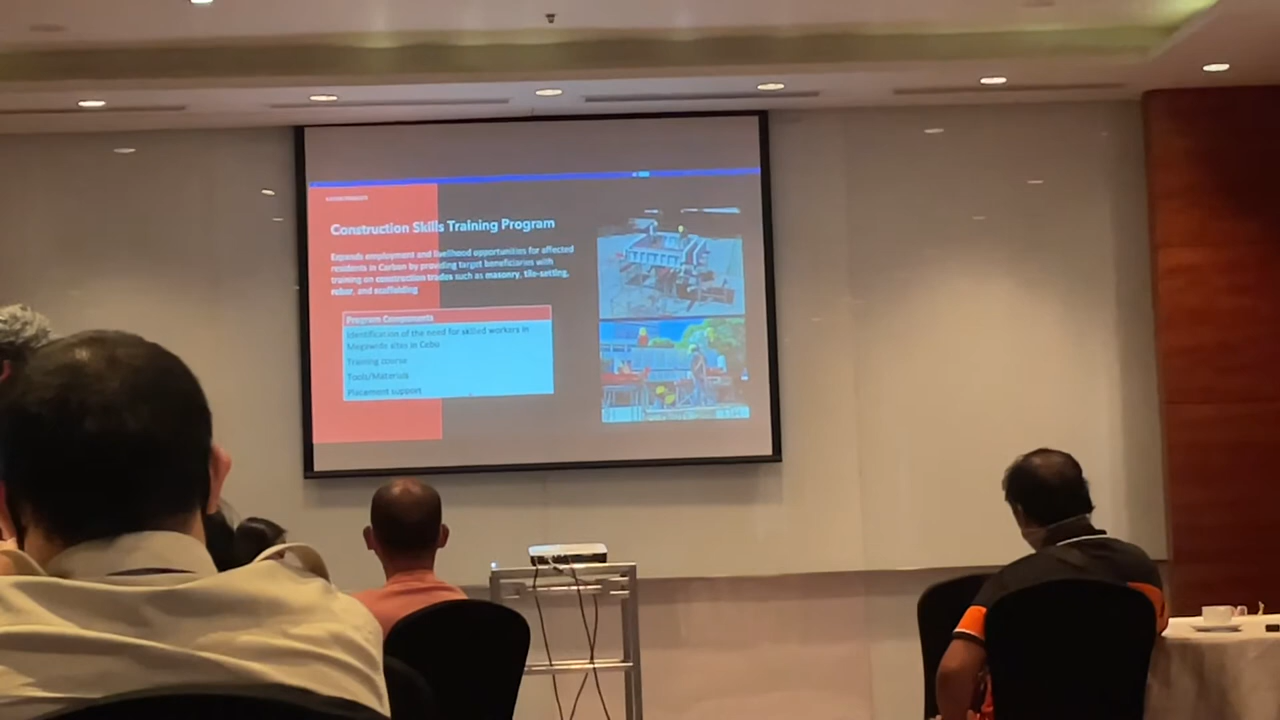 Construction Skills Training Program
Expands employment and livelihood opportunities for affected
residents in Carbon by providing target beneficiaries with
training on construction trades such as masonry, tile-setting,
rebar, and scaffolding
Program Components
Identification of the need for skilled workers in
Megawide sites in Cebu
Training course
Tools/Materials
Placement support